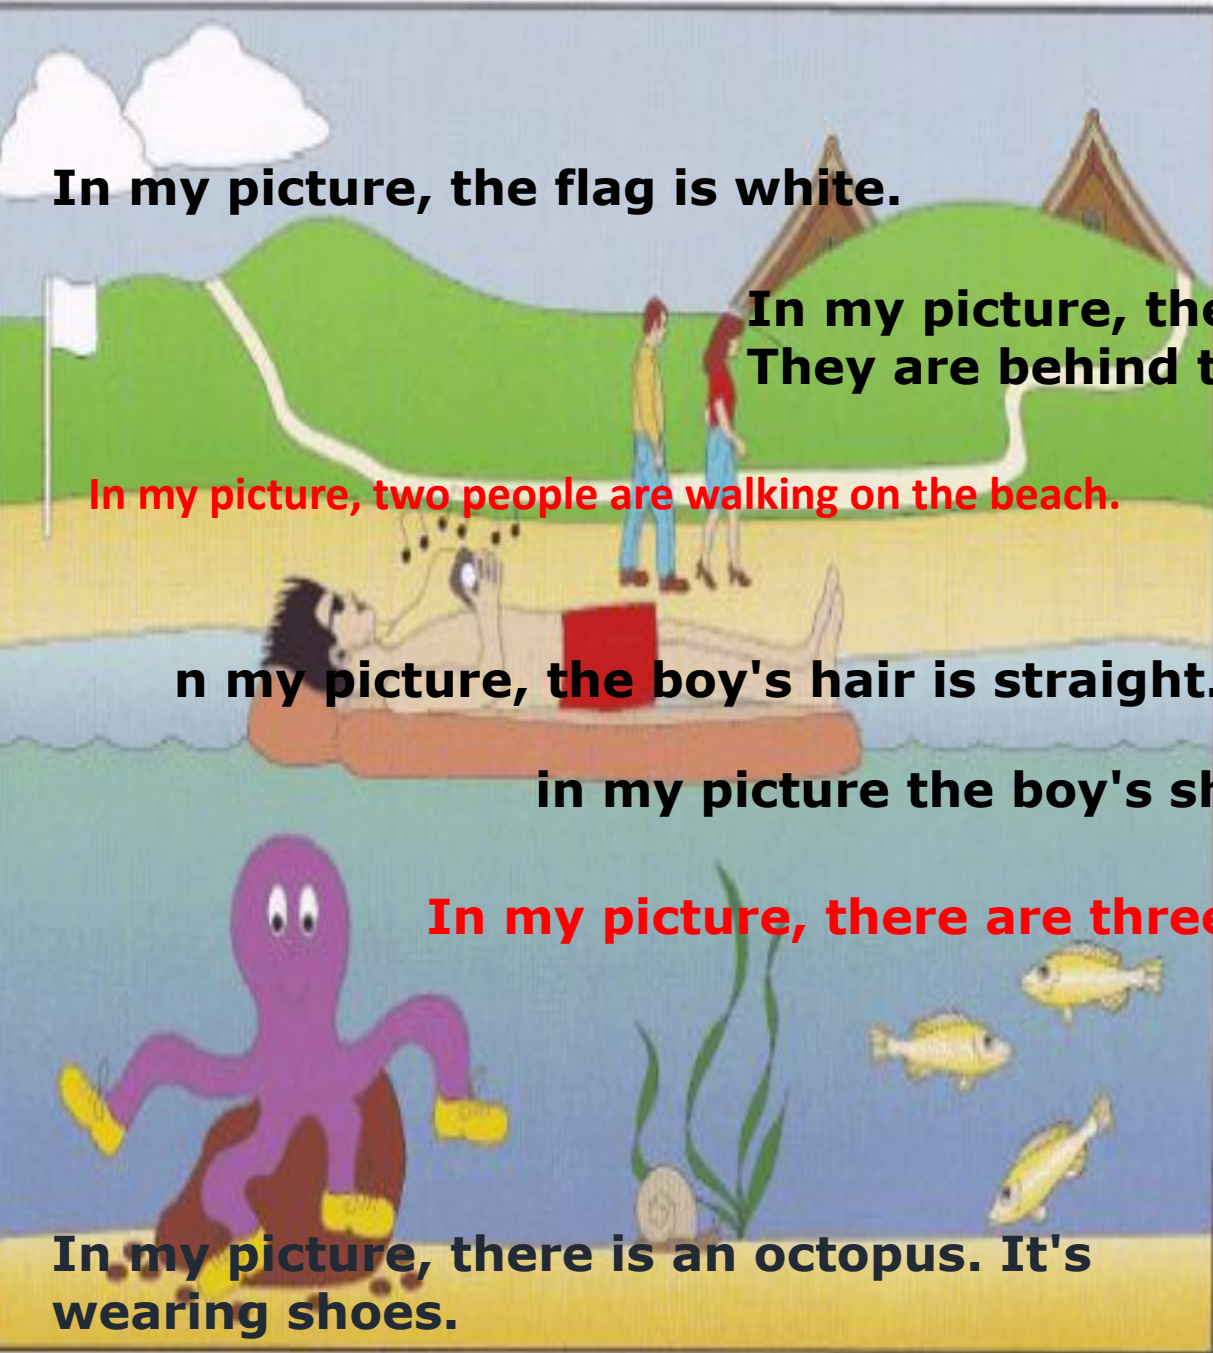 In my picture, the flag is white.
In my picture, the
They are behind t
In my picture, two people are walking on the beach.
n my picture, the boy's hair is straight.
in my picture the boy's sh
In my picture, there are three
In my picture, there is an octopus. It's
wearing shoes.